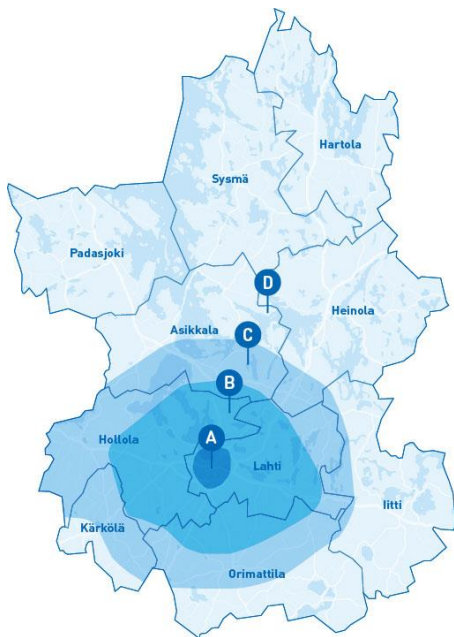 Hartola
Sysmä
Padasjoki
D
Heinola
Asikkala
C
B
A
Hollola
Lahti
Iitti
Kärkölä
Orimattila